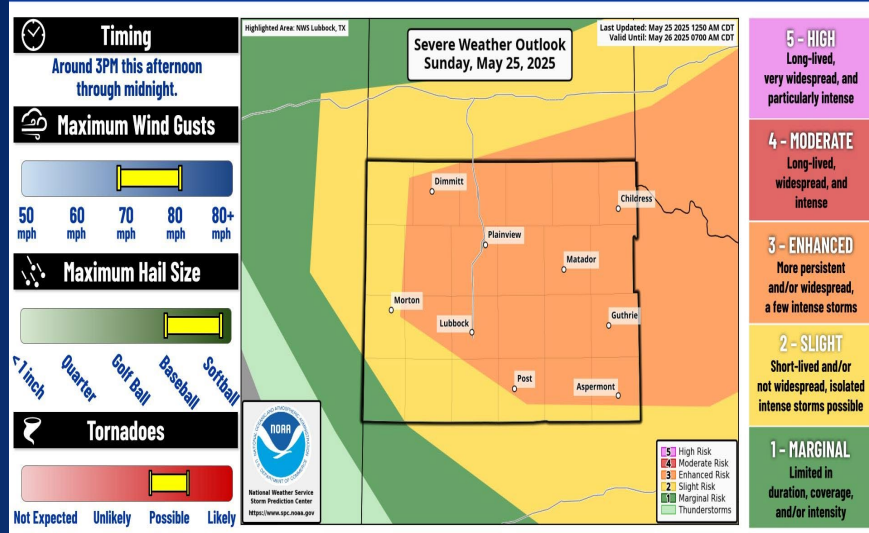 Timing
Around 3PM this afternoon
through midnight.
Maximum Wind Gusts
50 60 70 80 80+
mph mph mph mph mph
Maximum Hail Size
< 1 inch Quarter Golf Ball Baseball Softball
Tornadoes
Not Expected Unlikely Possible Likely
Highlighted Area: NWS Lubbock, TX
Severe Weather Outlook
Sunday, May 25, 2025
Last Updated: May 25 2025 1250 AM CDT
Valid Until: May 26 2025 0700 AM CDT
Dimmitt
Childress
Plainview
Matador
Morton
Lubbock
Guthrie
Post
Aspermont
NOAA
National Weather Service
Storm Prediction Center
https://www.spc.noaa.gov
5 High Risk
4 Moderate Risk
3 Enhanced Risk
2 Slight Risk
1 Marginal Risk
Thunderstorms
5 - HIGH
Long-lived,
very widespread, and
particularly intense
4 - MODERATE
Long-lived,
widespread, and
intense
3 - ENHANCED
More persistent
and/or widespread,
a few intense storms
2 - SLIGHT
Short-lived and/or
not widespread, isolated
intense storms possible
1 - MARGINAL
Limited in
duration, coverage,
and/or intensity